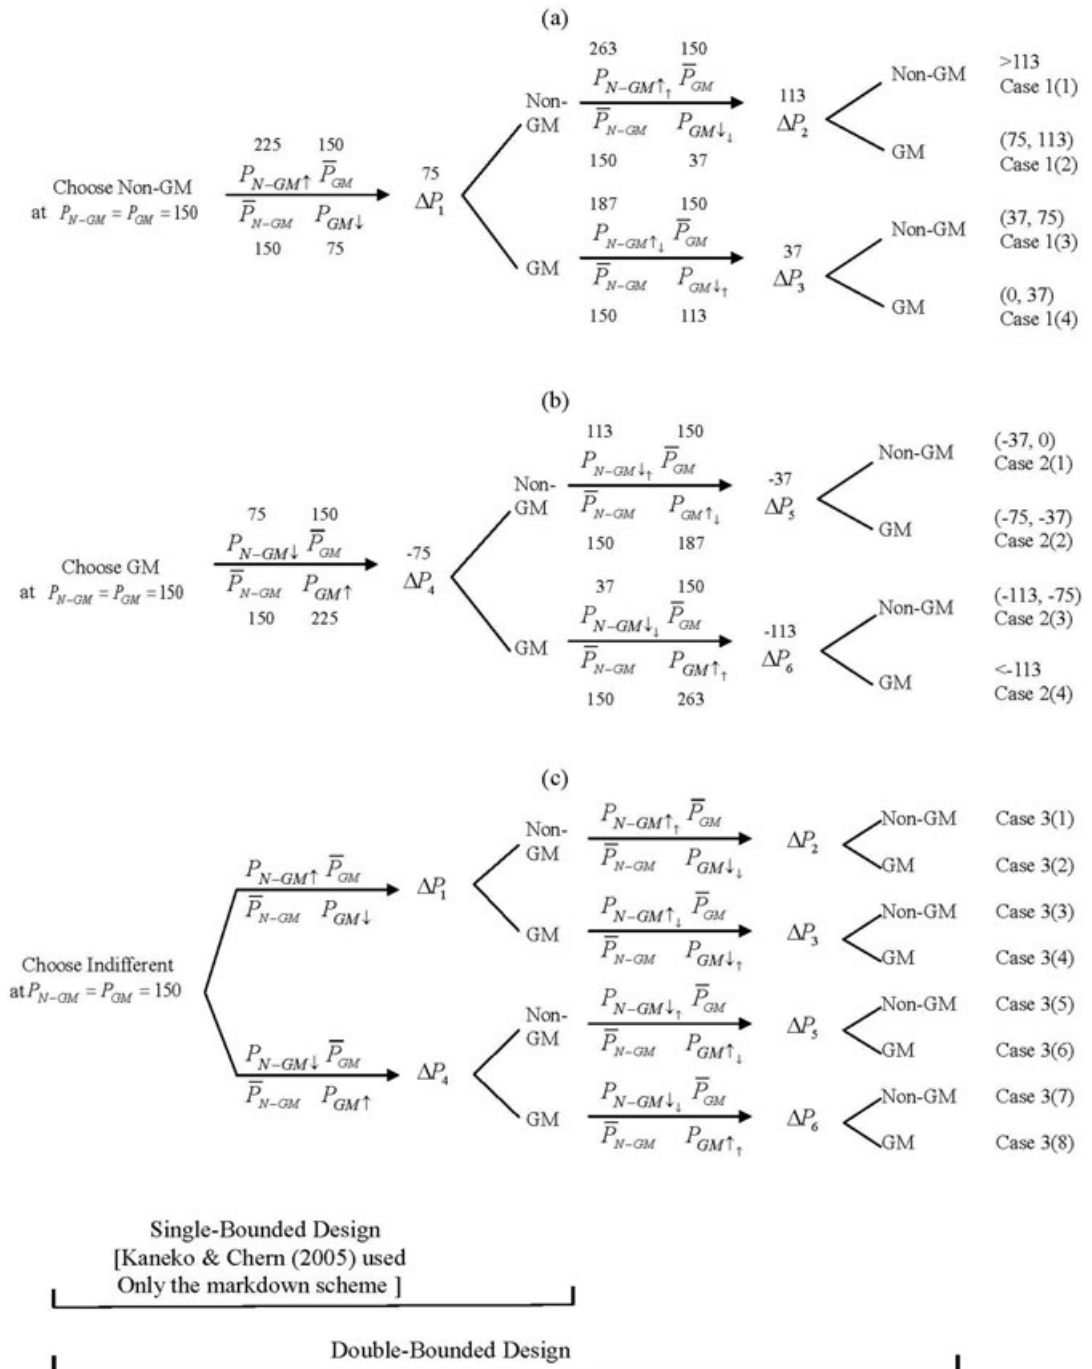 (a)
263 150
P_{N-GM↑↑} P̅_{GM}
P̅_{N-GM} P_{GM↓↓}
150 37
Non-
GM
113
ΔP₂
Non-GM >113
Case 1(1)
GM (75, 113)
Case 1(2)
Choose Non-GM
at P_{N-GM} = P_{GM} = 150
225 150
P_{N-GM↑} P̅_{GM}
P̅_{N-GM} P_{GM↓}
150 75
75
ΔP₁
187 150
P_{N-GM↑↓} P̅_{GM}
P̅_{N-GM} P_{GM↓↑}
150 113
GM
37
ΔP₃
Non-GM (37, 75)
Case 1(3)
GM (0, 37)
Case 1(4)
(b)
113 150
P_{N-GM↓↑} P̅_{GM}
P̅_{N-GM} P_{GM↑↓}
150 187
Non-
GM
-37
ΔP₅
Non-GM (-37, 0)
Case 2(1)
GM (-75, -37)
Case 2(2)
Choose GM
at P_{N-GM} = P_{GM} = 150
75 150
P_{N-GM↓} P̅_{GM}
P̅_{N-GM} P_{GM↑}
150 225
-75
ΔP₄
37 150
P_{N-GM↓↓} P̅_{GM}
P̅_{N-GM} P_{GM↑↑}
150 263
GM
-113
ΔP₆
Non-GM (-113, -75)
Case 2(3)
GM <-113
Case 2(4)
(c)
Choose Indifferent
at P_{N-GM} = P_{GM} = 150
P_{N-GM↑} P̅_{GM}
P̅_{N-GM} P_{GM↓}
ΔP₁
Non-
GM
P_{N-GM↑↑} P̅_{GM}
P̅_{N-GM} P_{GM↓↓}
ΔP₂
Non-GM Case 3(1)
GM Case 3(2)
GM
P_{N-GM↑↓} P̅_{GM}
P̅_{N-GM} P_{GM↓↑}
ΔP₃
Non-GM Case 3(3)
GM Case 3(4)
P_{N-GM↓} P̅_{GM}
P̅_{N-GM} P_{GM↑}
ΔP₄
Non-
GM
P_{N-GM↓↑} P̅_{GM}
P̅_{N-GM} P_{GM↑↓}
ΔP₅
Non-GM Case 3(5)
GM Case 3(6)
GM
P_{N-GM↓↓} P̅_{GM}
P̅_{N-GM} P_{GM↑↑}
ΔP₆
Non-GM Case 3(7)
GM Case 3(8)
Single-Bounded Design
[Kaneko & Chern (2005) used
Only the markdown scheme ]
Double-Bounded Design